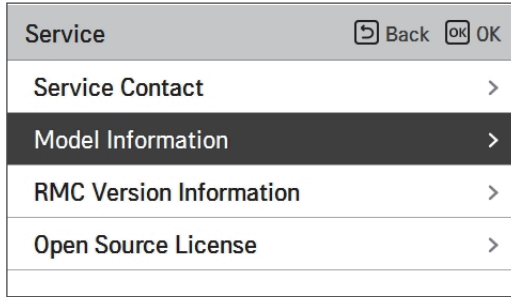 Service Back OK OK
Service Contact >
Model Information >
RMC Version Information >
Open Source License >